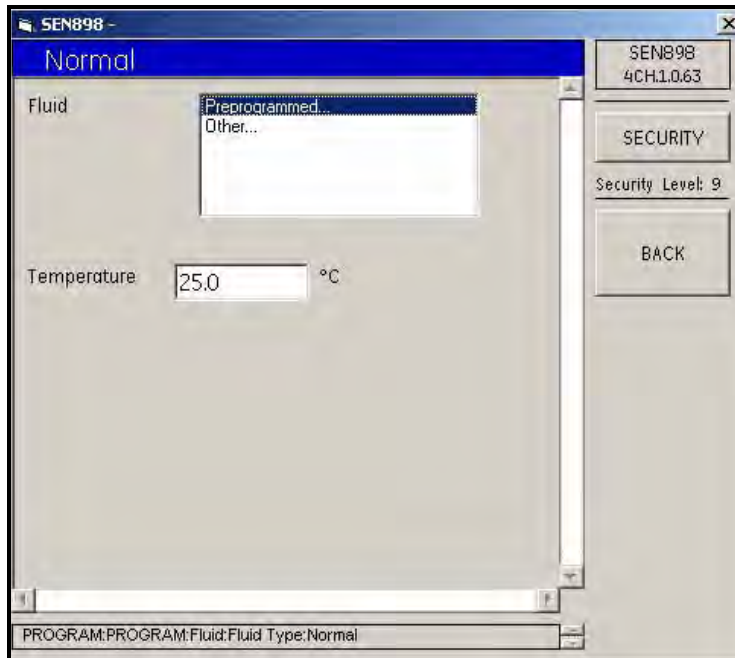 SEN898 -
Normal
SEN898
4CH.1.0.63
Fluid
Preprogrammed...
Other...
SECURITY
Security Level: 9
BACK
Temperature
25.0
°C
PROGRAM:PROGRAM:Fluid:Fluid Type:Normal